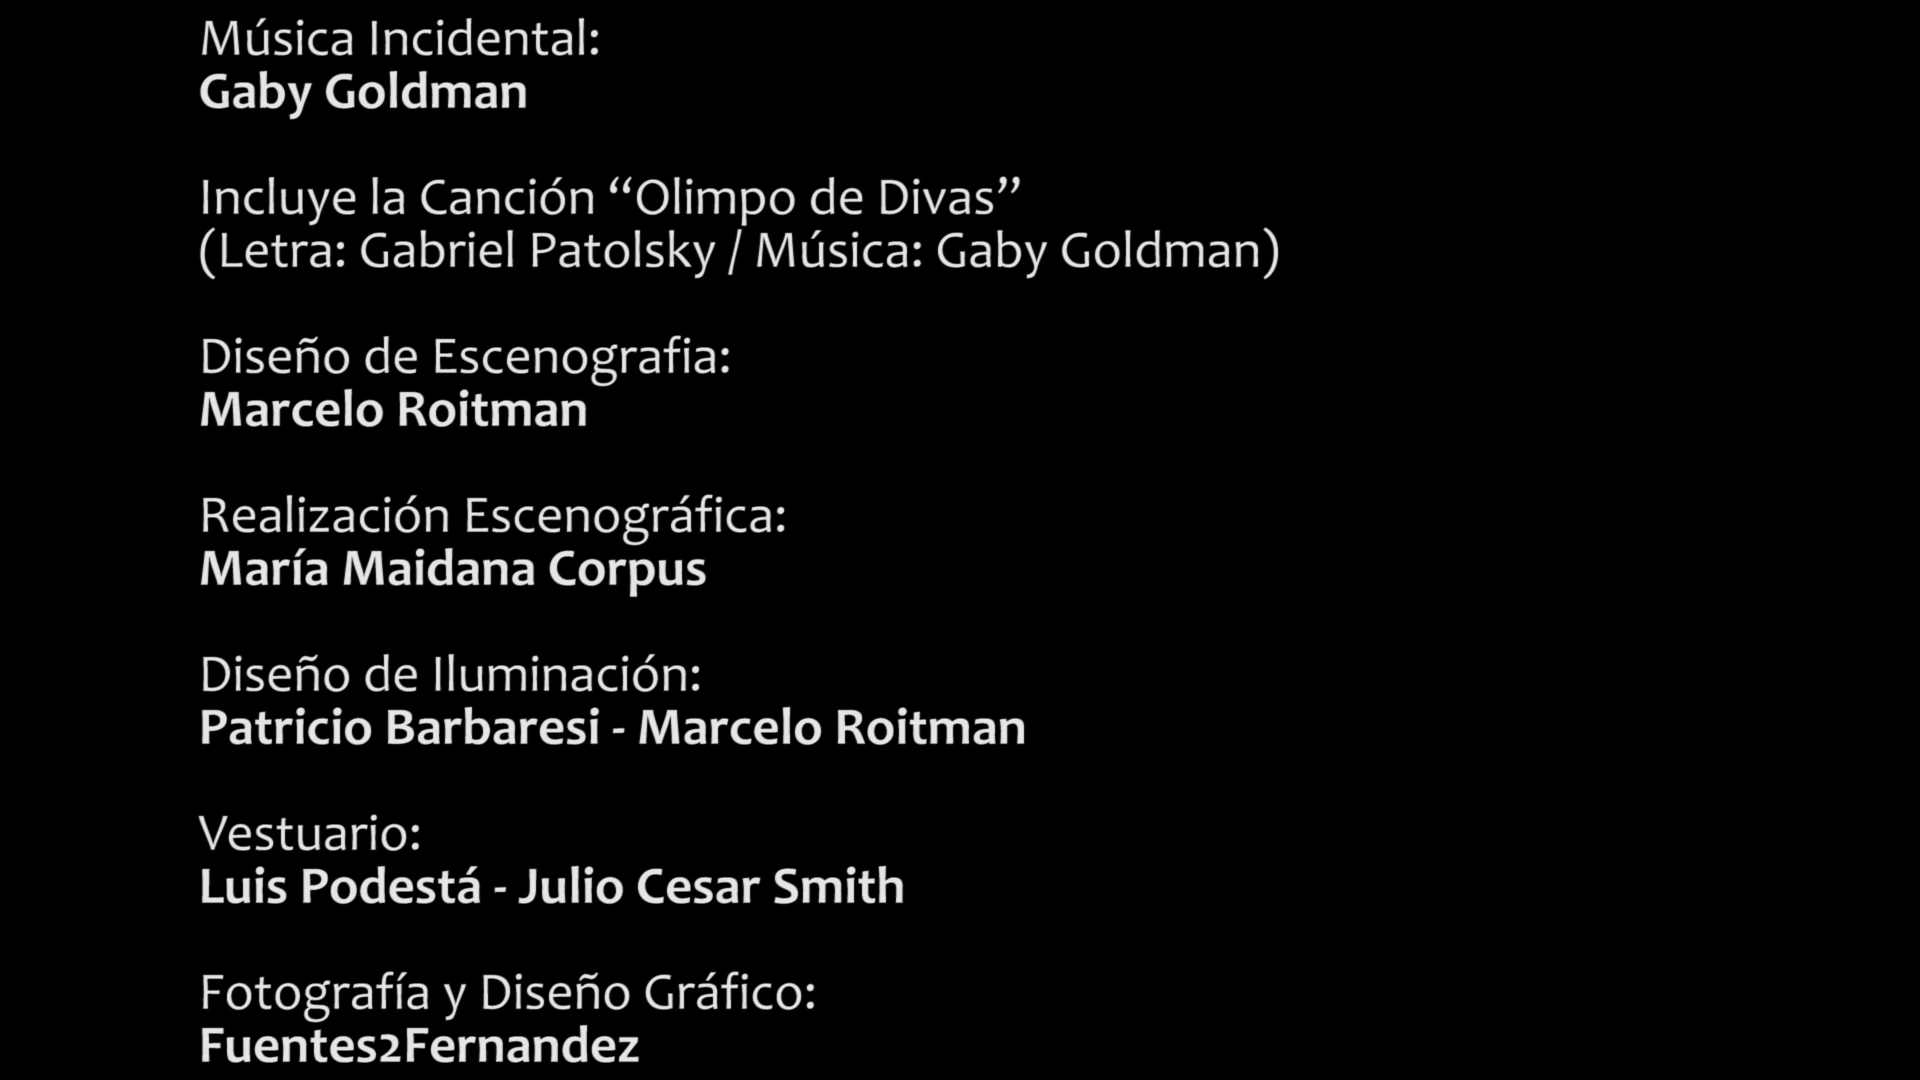 Música Incidental:
Gaby Goldman
Incluye la Canción “Olimpo de Divas”
(Letra: Gabriel Patolsky / Música: Gaby Goldman)
Diseño de Escenografia:
Marcelo Roitman
Realización Escenográfica:
María Maidana Corpus
Diseño de Iluminación:
Patricio Barbaresi - Marcelo Roitman
Vestuario:
Luis Podestá - Julio Cesar Smith
Fotografía y Diseño Gráfico:
Fuentes2Fernandez